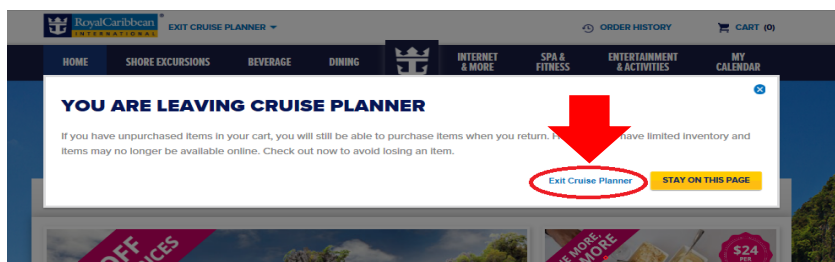 RoyalCaribbean®
INTERNATIONAL
EXIT CRUISE PLANNER
ORDER HISTORY
CART (0)
HOME
SHORE EXCURSIONS
BEVERAGE
DINING
INTERNET
& MORE
SPA &
FITNESS
ENTERTAINMENT
& ACTIVITIES
MY
CALENDAR
YOU ARE LEAVING CRUISE PLANNER
If you have unpurchased items in your cart, you will still be able to purchase items when you return. have limited inventory and
items may no longer be available online. Check out now to avoid losing an item.
Exit Cruise Planner
STAY ON THIS PAGE
OFF
MORE,
MORE
$24
PER